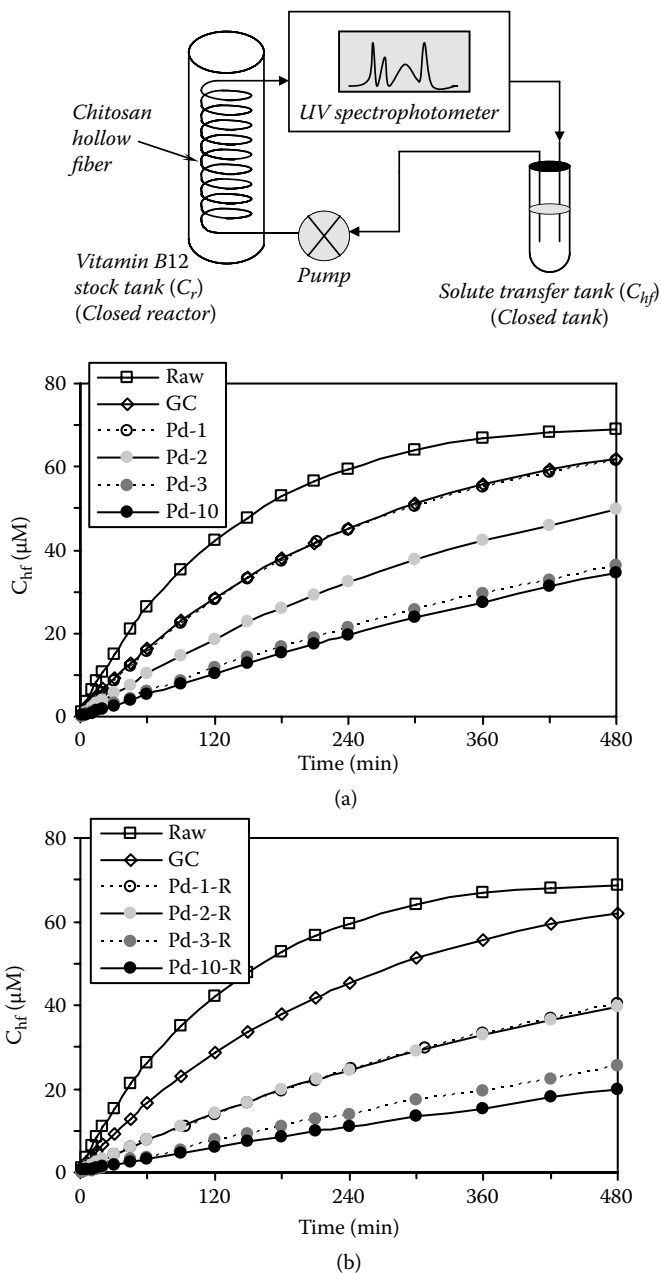 Chitosan
hollow
fiber
UV spectrophotometer
Pump
Vitamin B12
stock tank (Cr)
(Closed reactor)
Solute transfer tank (Chf)
(Closed tank)
Raw
GC
Pd-1
Pd-2
Pd-3
Pd-10
80
60
40
20
0
Chf (μM)
0
120
240
360
480
Time (min)
(a)
Raw
GC
Pd-1-R
Pd-2-R
Pd-3-R
Pd-10-R
80
60
40
20
0
Chf (μM)
0
120
240
360
480
Time (min)
(b)